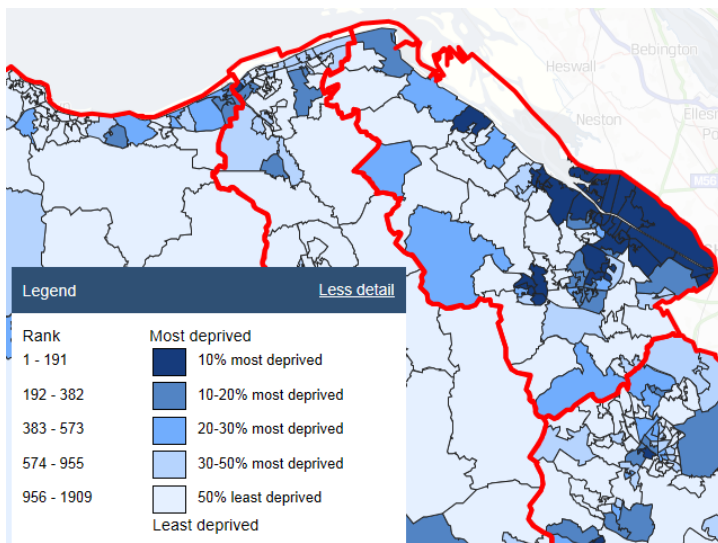 Bebington
Heswall
Neston
Elles
Po
M56
Legend Less detail
Rank Most deprived
1 - 191 10% most deprived
192 - 382 10-20% most deprived
383 - 573 20-30% most deprived
574 - 955 30-50% most deprived
956 - 1909 50% least deprived
Least deprived